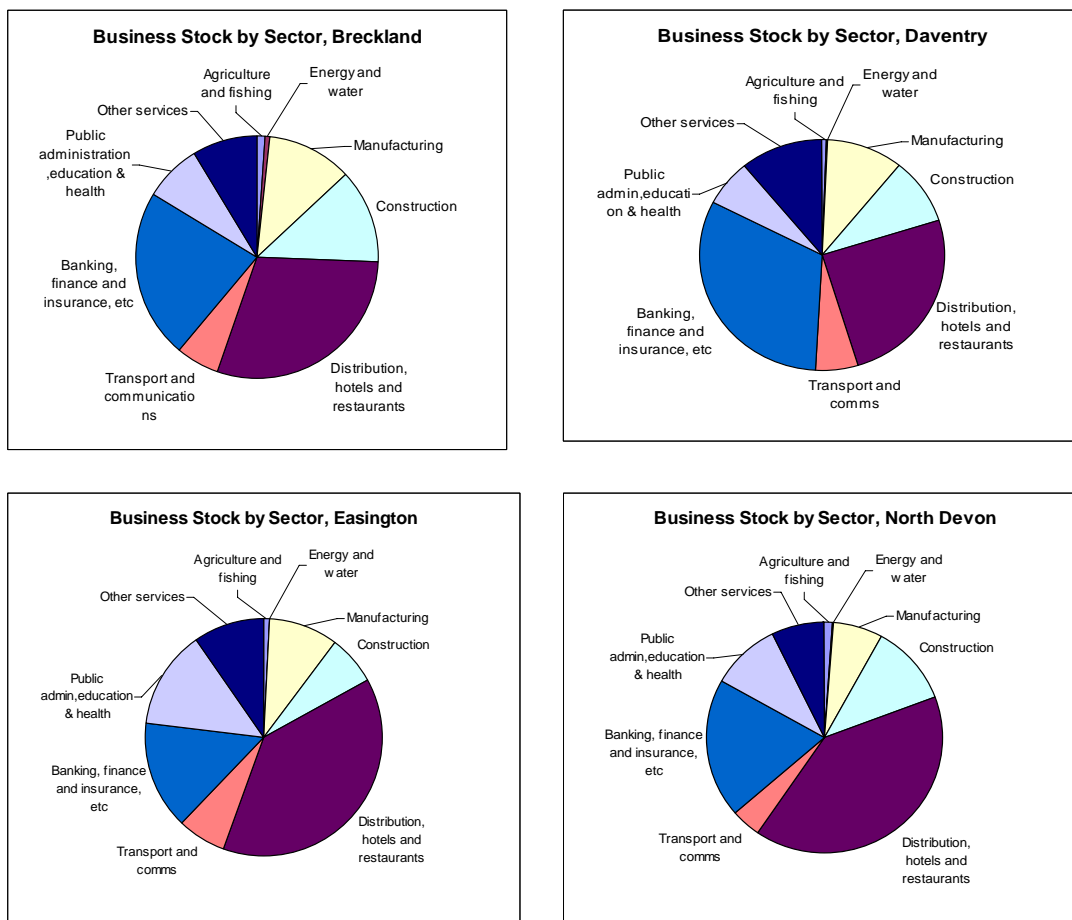 Business Stock by Sector, Breckland
Agriculture
and fishing
Energy and
water
Other services
Public
administration
,education &
health
Manufacturing
Construction
Banking,
finance and
insurance, etc
Transport and
communicatio
ns
Distribution,
hotels and
restaurants
Business Stock by Sector, Daventry
Agriculture and
fishing
Energy and
water
Other services
Public
admin,educati
on & health
Manufacturing
Construction
Banking,
finance and
insurance, etc
Distribution,
hotels and
restaurants
Transport and
comms
Business Stock by Sector, Easington
Agriculture and
fishing
Energy and
water
Other services
Public
admin,education
& health
Manufacturing
Construction
Banking, finance
and insurance,
etc
Transport and
comms
Distribution,
hotels and
restaurants
Business Stock by Sector, North Devon
Agriculture and
fishing
Energy and
water
Other services
Public
admin,education
& health
Manufacturing
Construction
Banking, finance
and insurance,
etc
Transport and
comms
Distribution,
hotels and
restaurants